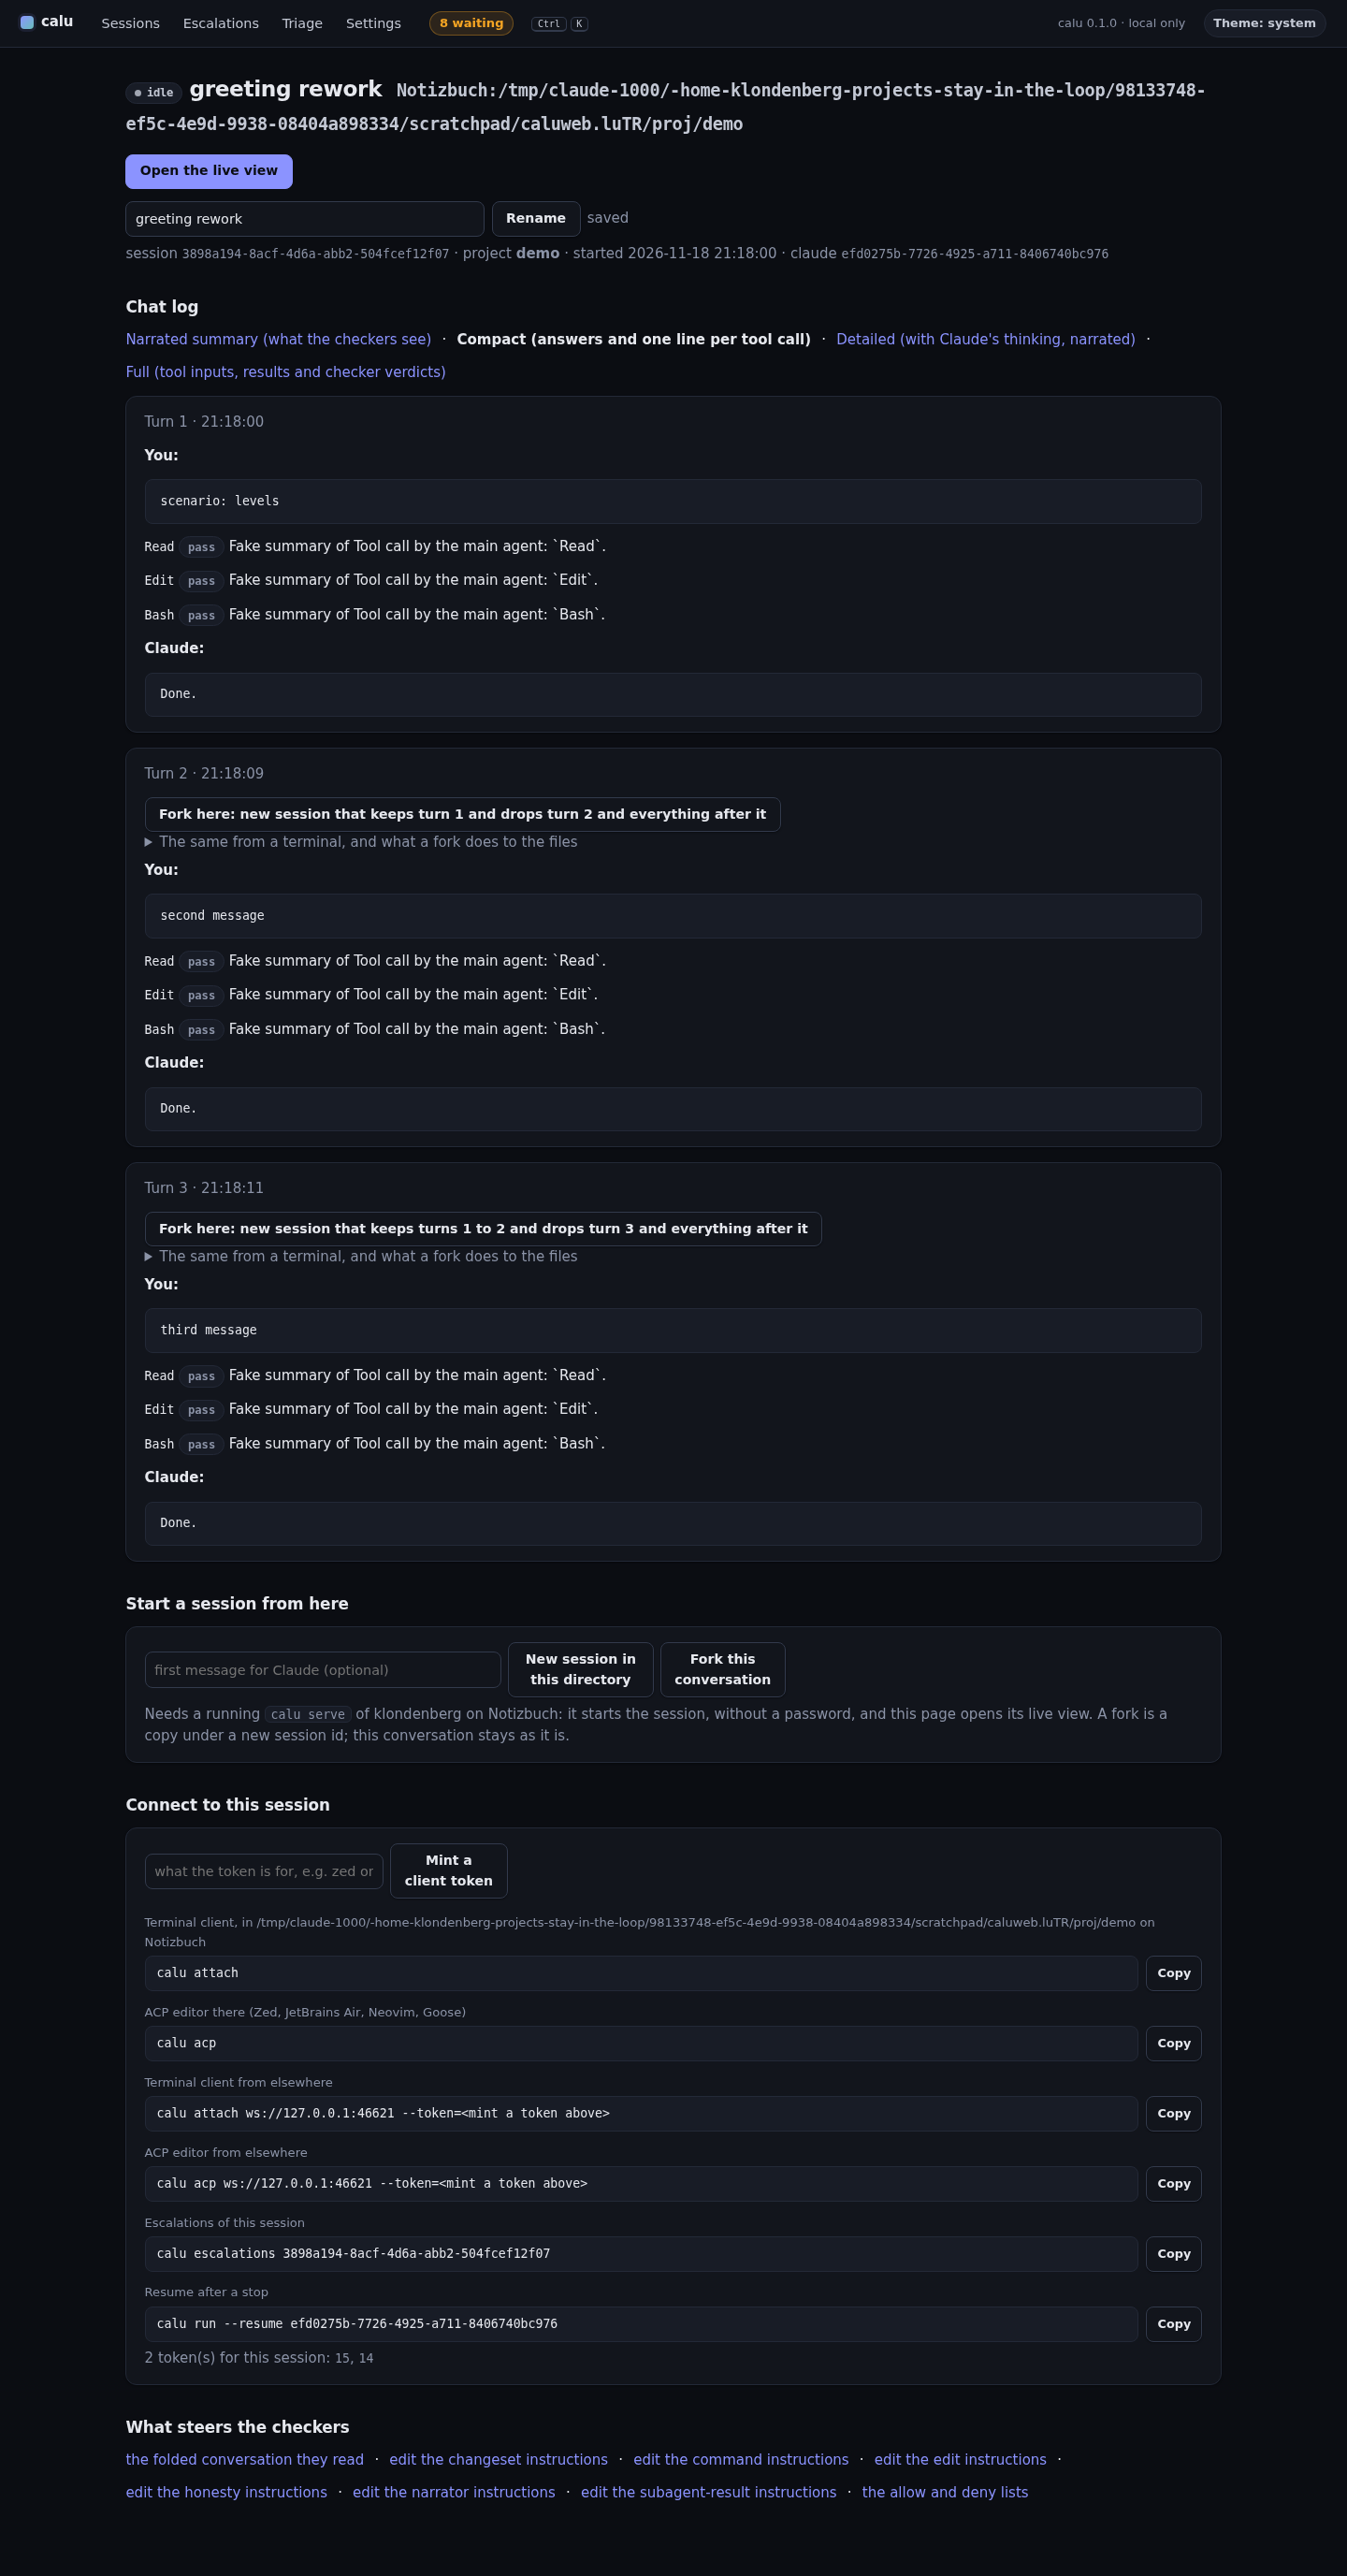 calu Sessions Escalations Triage Settings 8 waiting Ctrl K calu 0.1.0 · local only Theme: system
idle greeting rework Notizbuch:/tmp/claude-1000/-home-klondenberg-projects-stay-in-the-loop/98133748-
ef5c-4e9d-9938-08404a898334/scratchpad/caluweb.luTR/proj/demo
Open the live view
greeting rework Rename saved
session 3898a194-8acf-4d6a-abb2-504fcef12f07 · project demo · started 2026-11-18 21:18:00 · claude efd0275b-7726-4925-a711-8406740bc976
Chat log
Narrated summary (what the checkers see) · Compact (answers and one line per tool call) · Detailed (with Claude's thinking, narrated) ·
Full (tool inputs, results and checker verdicts)
Turn 1 · 21:18:00
You:
scenario: levels
Read pass Fake summary of Tool call by the main agent: `Read`.
Edit pass Fake summary of Tool call by the main agent: `Edit`.
Bash pass Fake summary of Tool call by the main agent: `Bash`.
Claude:
Done.
Turn 2 · 21:18:09
Fork here: new session that keeps turn 1 and drops turn 2 and everything after it
▶ The same from a terminal, and what a fork does to the files
You:
second message
Read pass Fake summary of Tool call by the main agent: `Read`.
Edit pass Fake summary of Tool call by the main agent: `Edit`.
Bash pass Fake summary of Tool call by the main agent: `Bash`.
Claude:
Done.
Turn 3 · 21:18:11
Fork here: new session that keeps turns 1 to 2 and drops turn 3 and everything after it
▶ The same from a terminal, and what a fork does to the files
You:
third message
Read pass Fake summary of Tool call by the main agent: `Read`.
Edit pass Fake summary of Tool call by the main agent: `Edit`.
Bash pass Fake summary of Tool call by the main agent: `Bash`.
Claude:
Done.
Start a session from here
first message for Claude (optional)
New session in
this directory
Fork this
conversation
Needs a running calu serve of klondenberg on Notizbuch: it starts the session, without a password, and this page opens its live view. A fork is a
copy under a new session id; this conversation stays as it is.
Connect to this session
what the token is for, e.g. zed or
Mint a
client token
Terminal client, in /tmp/claude-1000/-home-klondenberg-projects-stay-in-the-loop/98133748-ef5c-4e9d-9938-08404a898334/scratchpad/caluweb.luTR/proj/demo on
Notizbuch
calu attach Copy
ACP editor there (Zed, JetBrains Air, Neovim, Goose)
calu acp Copy
Terminal client from elsewhere
calu attach ws://127.0.0.1:46621 --token=<mint a token above> Copy
ACP editor from elsewhere
calu acp ws://127.0.0.1:46621 --token=<mint a token above> Copy
Escalations of this session
calu escalations 3898a194-8acf-4d6a-abb2-504fcef12f07 Copy
Resume after a stop
calu run --resume efd0275b-7726-4925-a711-8406740bc976 Copy
2 token(s) for this session: 15, 14
What steers the checkers
the folded conversation they read · edit the changeset instructions · edit the command instructions · edit the edit instructions ·
edit the honesty instructions · edit the narrator instructions · edit the subagent-result instructions · the allow and deny lists